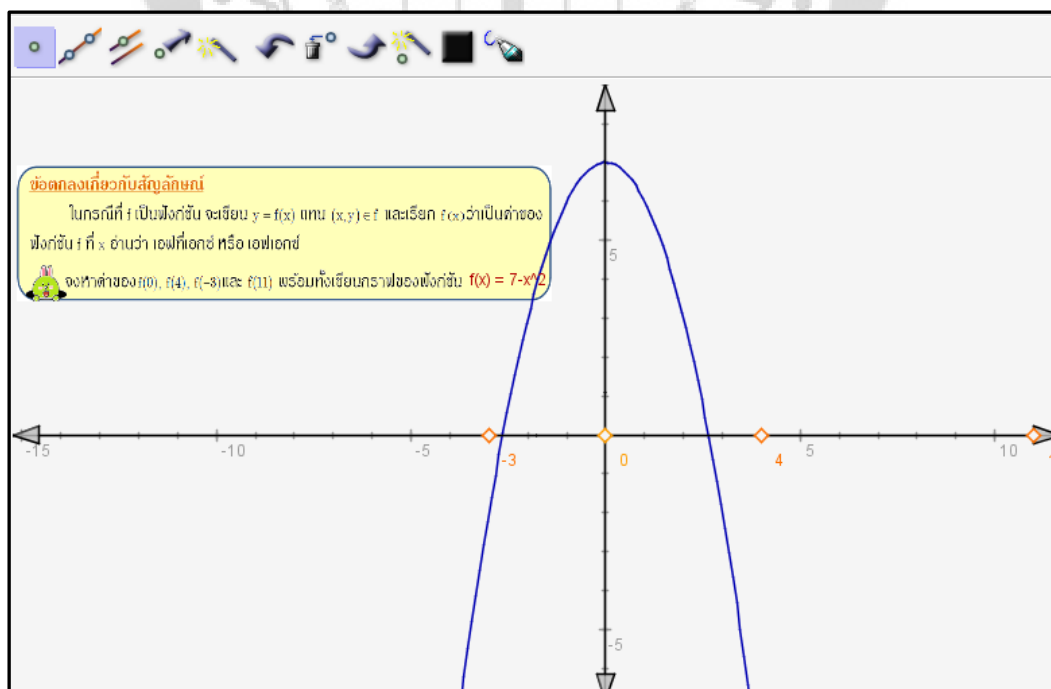 ข้อตกลงเกี่ยวกับสัญลักษณ์
ในกรณีที่ f เป็นฟังก์ชัน จะเขียน y = f(x) แทน (x,y) ∈ f และเรียก f(x) ว่าเป็นค่าของ
ฟังก์ชัน f ที่ x อ่านว่า เอฟที่เอกซ์ หรือ เอฟเอกซ์
จงหาค่าของ f(0), f(4), f(-3) และ f(11) พร้อมทั้งเขียนกราฟของฟังก์ชัน f(x) = 7-x^2
5
-15 -10 -5 -3 0 4 5 10
-5